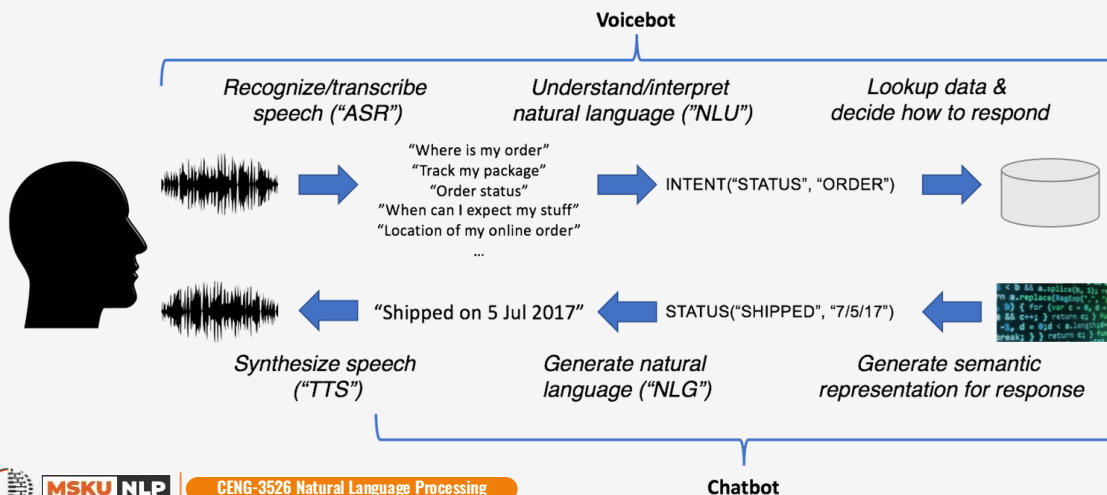 Voicebot
Recognize/transcribe
speech (“ASR”)
Understand/interpret
natural language (”NLU”)
Lookup data &
decide how to respond
“Where is my order”
“Track my package”
“Order status”
”When can I expect my stuff”
“Location of my online order”
...
INTENT(“STATUS”, “ORDER”)
“Shipped on 5 Jul 2017”
STATUS(“SHIPPED”, “7/5/17”)
Synthesize speech
(“TTS”)
Generate natural
language (“NLG”)
Generate semantic
representation for response
Chatbot
MSKU NLP
CENG-3526 Natural Language Processing